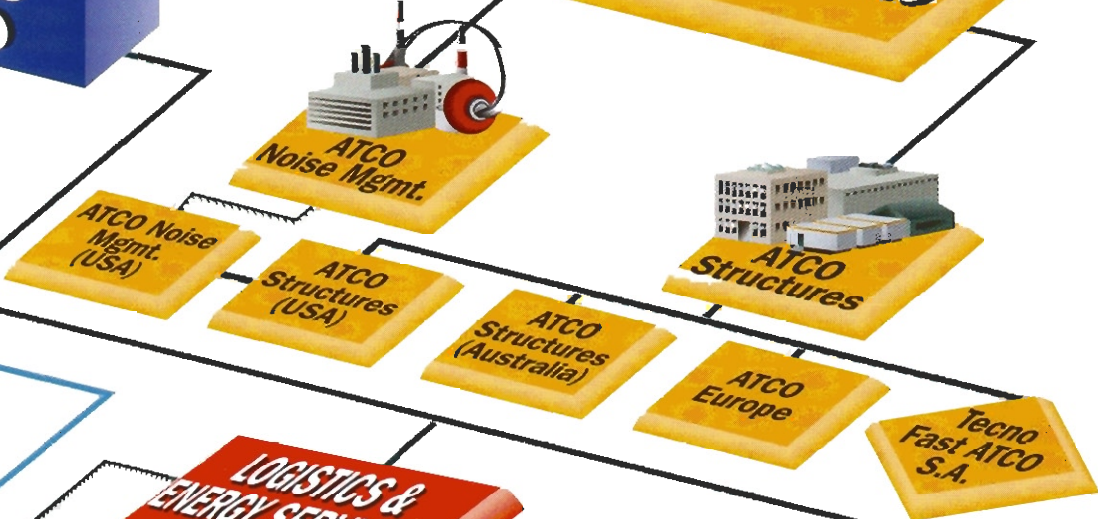 ATCO
Noise Mgmt.
ATCO Noise
Mgmt.
(USA)
ATCO
Structures
(USA)
ATCO
Structures
(Australia)
ATCO
Structures
ATCO
Europe
Tecno
Fast ATCO
S.A.
LOGISTICS &
ENERGY